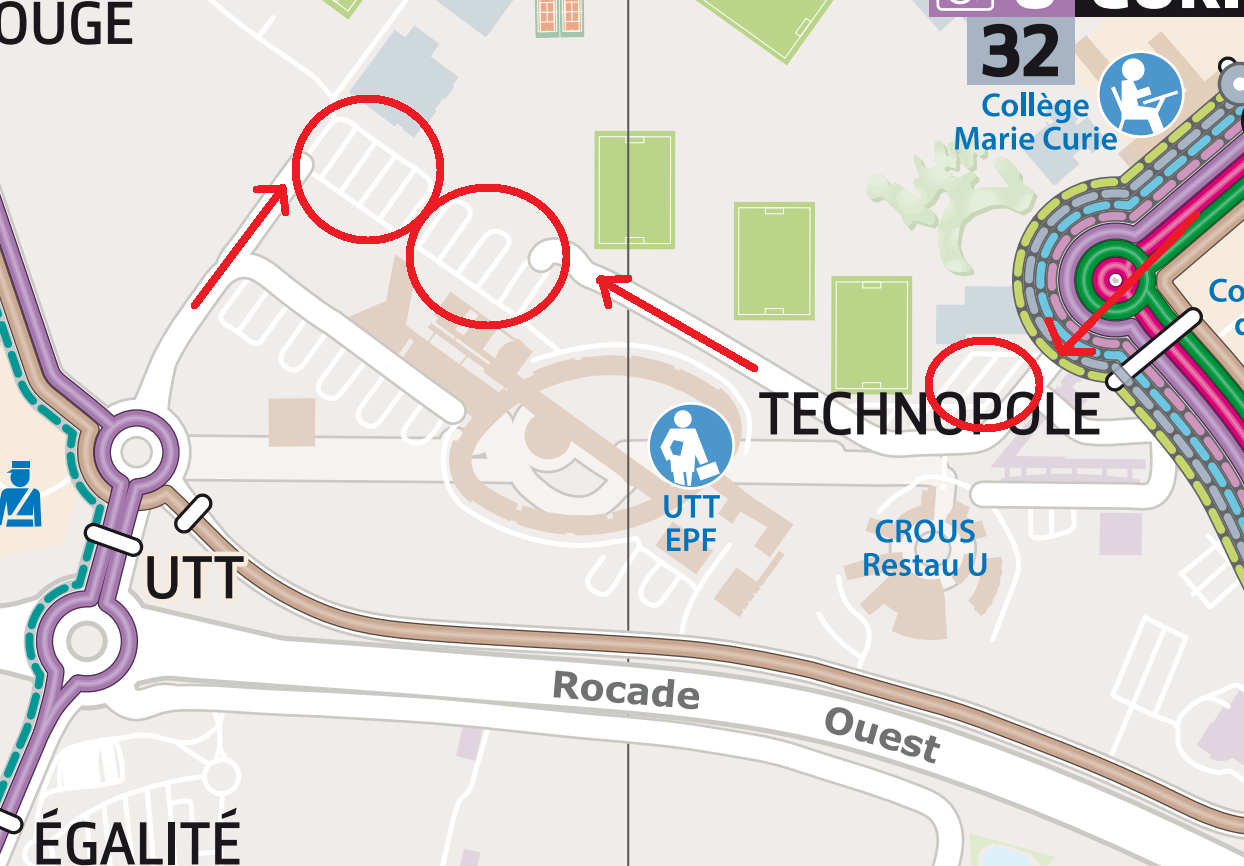 OUGE
32
Collège
Marie Curie
Co
TECHNOPOLE
UTT
EPF
CROUS
Restau U
UTT
Rocade
Ouest
ÉGALITÉ